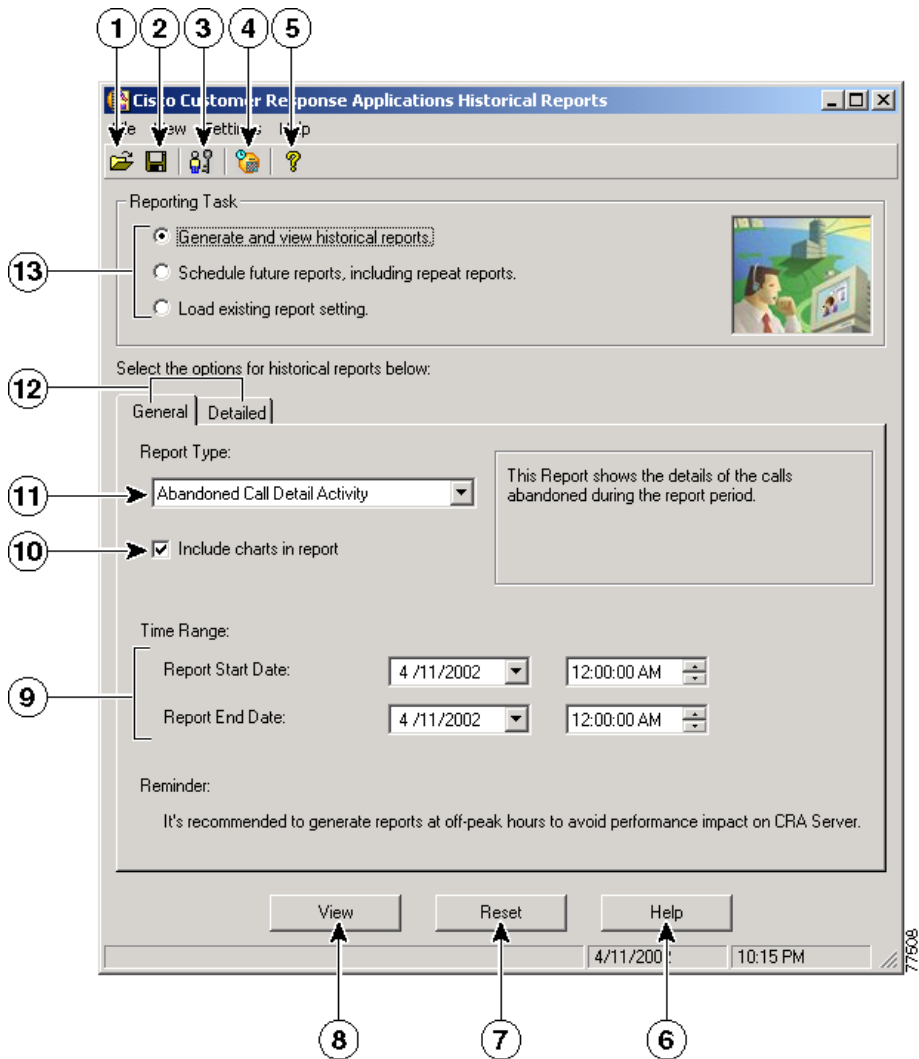 1 2 3 4 5
Cisco Customer Response Applications Historical Reports
Settings Help
Reporting Task
Generate and view historical reports.
13
Schedule future reports, including repeat reports.
Load existing report setting.
Select the options for historical reports below:
12
General Detailed
Report Type:
This Report shows the details of the calls
abandoned during the report period.
11
Abandoned Call Detail Activity
10
Include charts in report
Time Range:
Report Start Date: 4 /11/2002 12:00:00 AM
9
Report End Date: 4 /11/2002 12:00:00 AM
Reminder:
It's recommended to generate reports at off-peak hours to avoid performance impact on CRA Server.
View Reset Help
4/11/2002 10:15 PM
77608
8 7 6